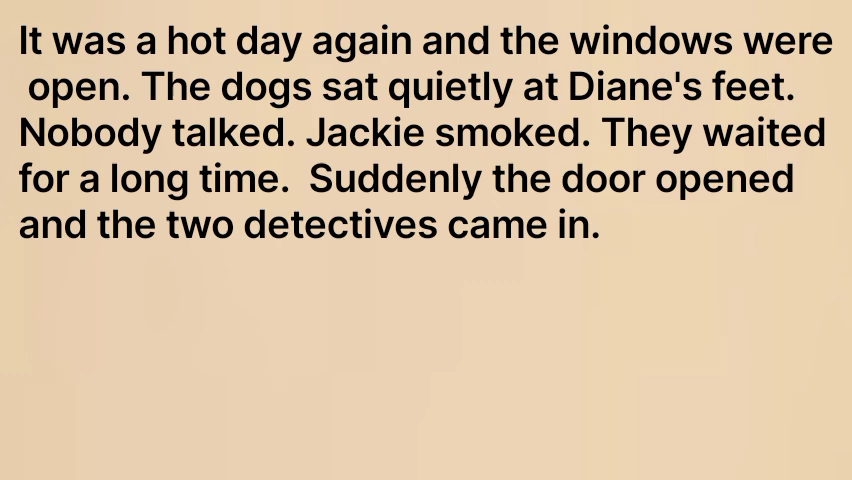 It was a hot day again and the windows were
open. The dogs sat quietly at Diane's feet.
Nobody talked. Jackie smoked. They waited
for a long time.  Suddenly the door opened
and the two detectives came in.